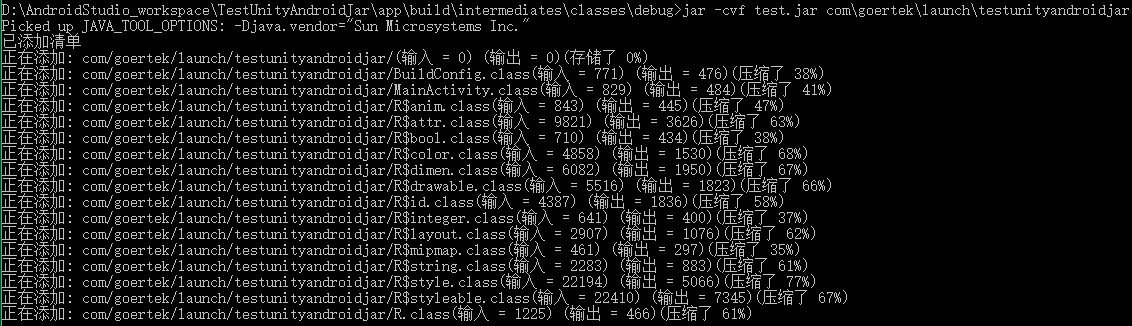 D:\AndroidStudio_workspace\TestUnityAndroidJar\app\build\intermediates\classes\debug>jar -cvf test.jar com\goertek\launch\testunityandroidjar
Picked up JAVA_TOOL_OPTIONS: -Djava.vendor="Sun Microsystems Inc."
已添加清单
正在添加: com/goertek/launch/testunityandroidjar/(输入 = 0) (输出 = 0)(存储了 0%)
正在添加: com/goertek/launch/testunityandroidjar/BuildConfig.class(输入 = 771) (输出 = 476)(压缩了 38%)
正在添加: com/goertek/launch/testunityandroidjar/MainActivity.class(输入 = 829) (输出 = 484)(压缩了 41%)
正在添加: com/goertek/launch/testunityandroidjar/R$anim.class(输入 = 843) (输出 = 445)(压缩了 47%)
正在添加: com/goertek/launch/testunityandroidjar/R$attr.class(输入 = 9821) (输出 = 3626)(压缩了 63%)
正在添加: com/goertek/launch/testunityandroidjar/R$bool.class(输入 = 710) (输出 = 434)(压缩了 38%)
正在添加: com/goertek/launch/testunityandroidjar/R$color.class(输入 = 4858) (输出 = 1530)(压缩了 68%)
正在添加: com/goertek/launch/testunityandroidjar/R$dimen.class(输入 = 6082) (输出 = 1950)(压缩了 67%)
正在添加: com/goertek/launch/testunityandroidjar/R$drawable.class(输入 = 5516) (输出 = 1823)(压缩了 66%)
正在添加: com/goertek/launch/testunityandroidjar/R$id.class(输入 = 4387) (输出 = 1836)(压缩了 58%)
正在添加: com/goertek/launch/testunityandroidjar/R$integer.class(输入 = 641) (输出 = 400)(压缩了 37%)
正在添加: com/goertek/launch/testunityandroidjar/R$layout.class(输入 = 2907) (输出 = 1076)(压缩了 62%)
正在添加: com/goertek/launch/testunityandroidjar/R$mipmap.class(输入 = 461) (输出 = 297)(压缩了 35%)
正在添加: com/goertek/launch/testunityandroidjar/R$string.class(输入 = 2283) (输出 = 883)(压缩了 61%)
正在添加: com/goertek/launch/testunityandroidjar/R$style.class(输入 = 22194) (输出 = 5066)(压缩了 77%)
正在添加: com/goertek/launch/testunityandroidjar/R$styleable.class(输入 = 22410) (输出 = 7345)(压缩了 67%)
正在添加: com/goertek/launch/testunityandroidjar/R.class(输入 = 1225) (输出 = 466)(压缩了 61%)